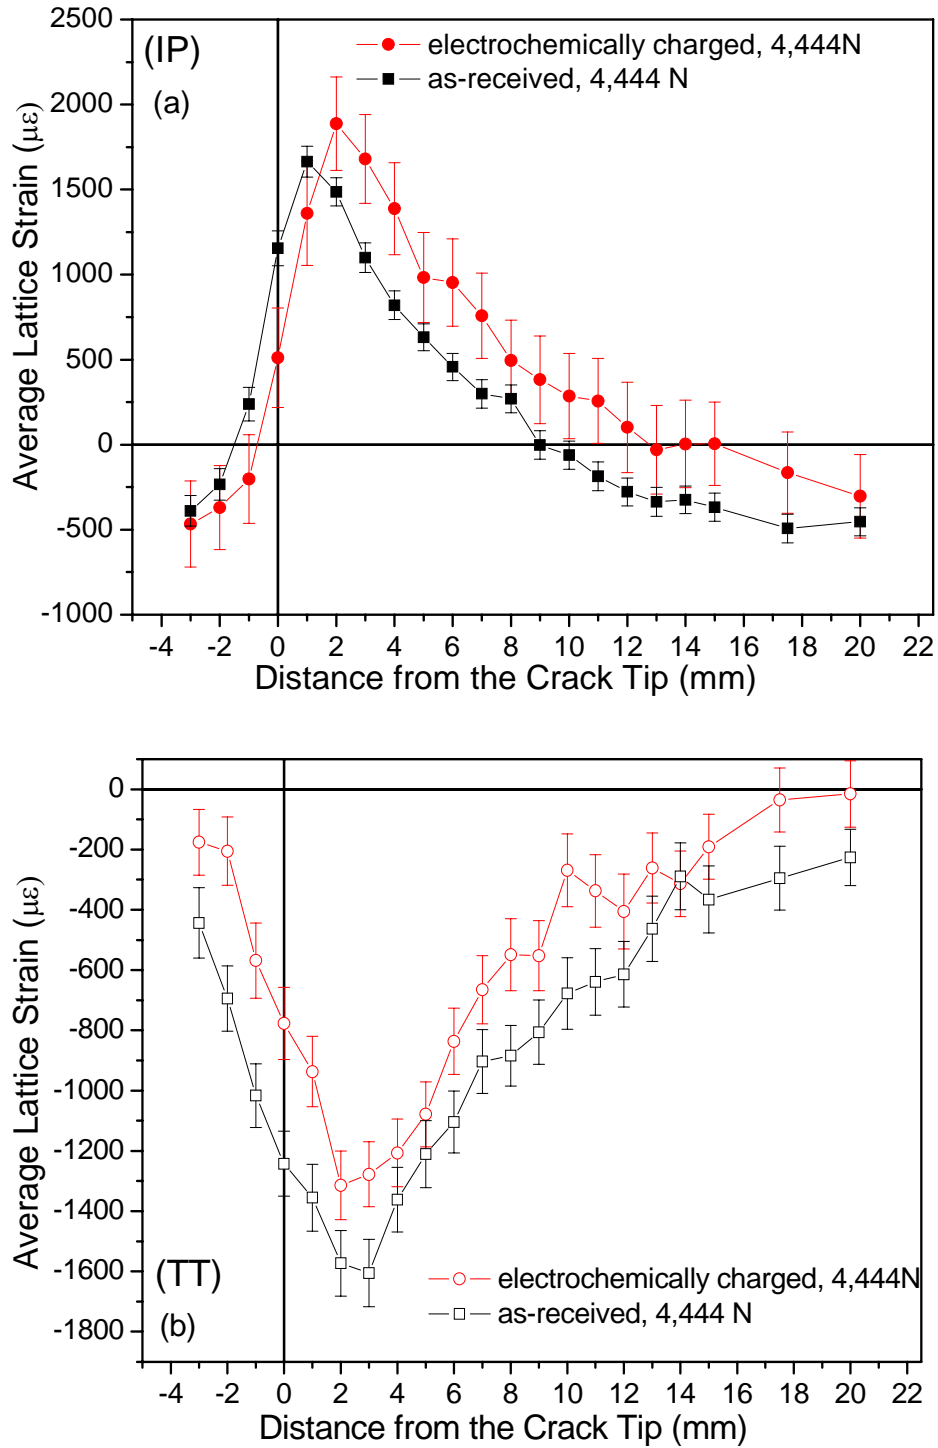 2500
2000
1500
1000
500
0
-500
-1000
Average Lattice Strain (με)
(IP)
(a)
electrochemically charged, 4,444N
as-received, 4,444 N
-4 -2 0 2 4 6 8 10 12 14 16 18 20 22
Distance from the Crack Tip (mm)
0
-200
-400
-600
-800
-1000
-1200
-1400
-1600
-1800
Average Lattice Strain (με)
(TT)
(b)
electrochemically charged, 4,444N
as-received, 4,444 N
-4 -2 0 2 4 6 8 10 12 14 16 18 20 22
Distance from the Crack Tip (mm)